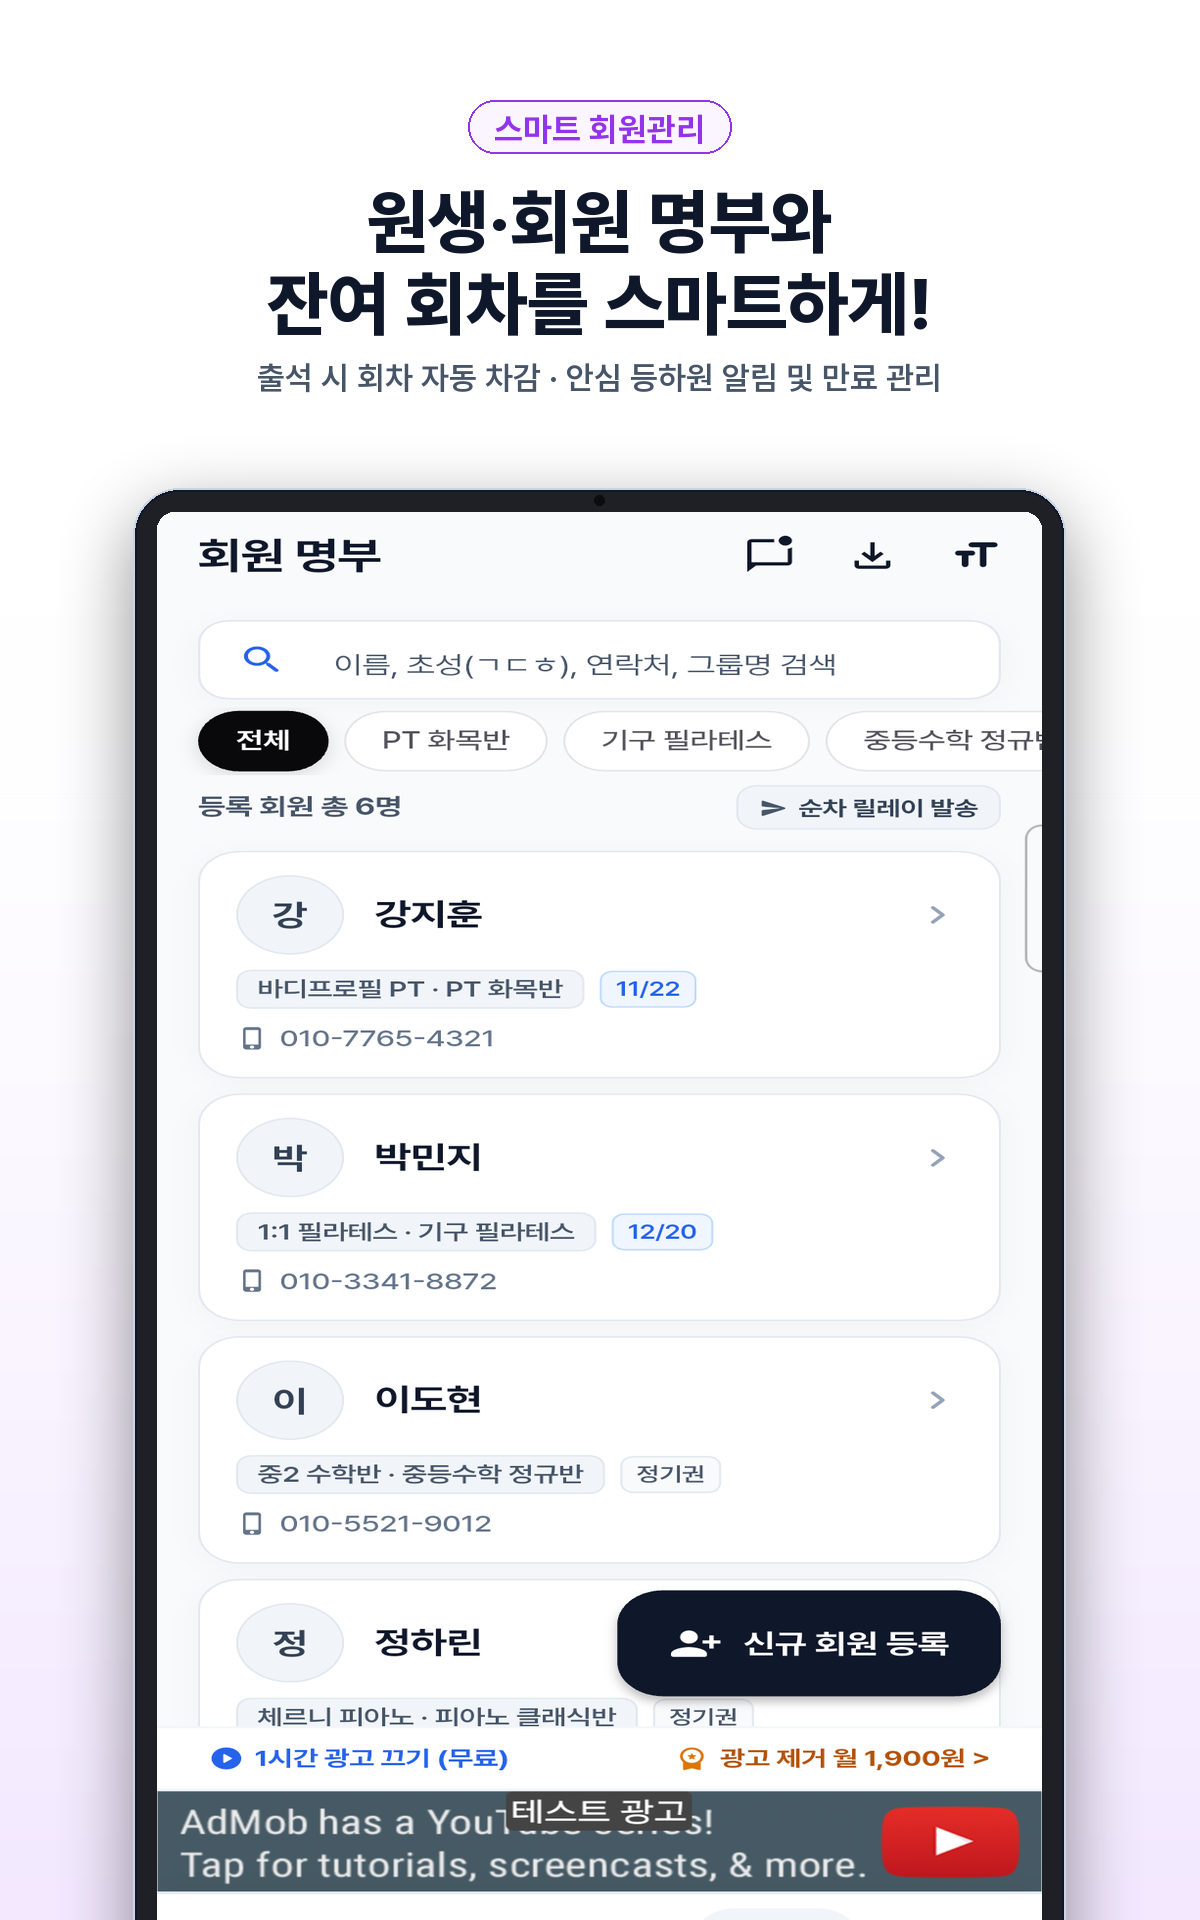 스마트 회원관리
원생·회원 명부와
잔여 회차를 스마트하게!
출석 시 회차 자동 차감 · 안심 등하원 알림 및 만료 관리
회원 명부
이름, 초성(ㄱㄷㅎ), 연락처, 그룹명 검색
전체 PT 화목반 기구 필라테스 중등수학 정규반
등록 회원 총 6명 순차 릴레이 발송
강 강지훈
바디프로필 PT · PT 화목반 11/22
010-7765-4321
박 박민지
1:1 필라테스 · 기구 필라테스 12/20
010-3341-8872
이 이도현
중2 수학반 · 중등수학 정규반 정기권
010-5521-9012
정 정하린 신규 회원 등록
체르니 피아노 · 피아노 클래식반 정기권
1시간 광고 끄기 (무료) 광고 제거 월 1,900원 >
테스트 광고
AdMob has a YouTube series!
Tap for tutorials, screencasts, & more.